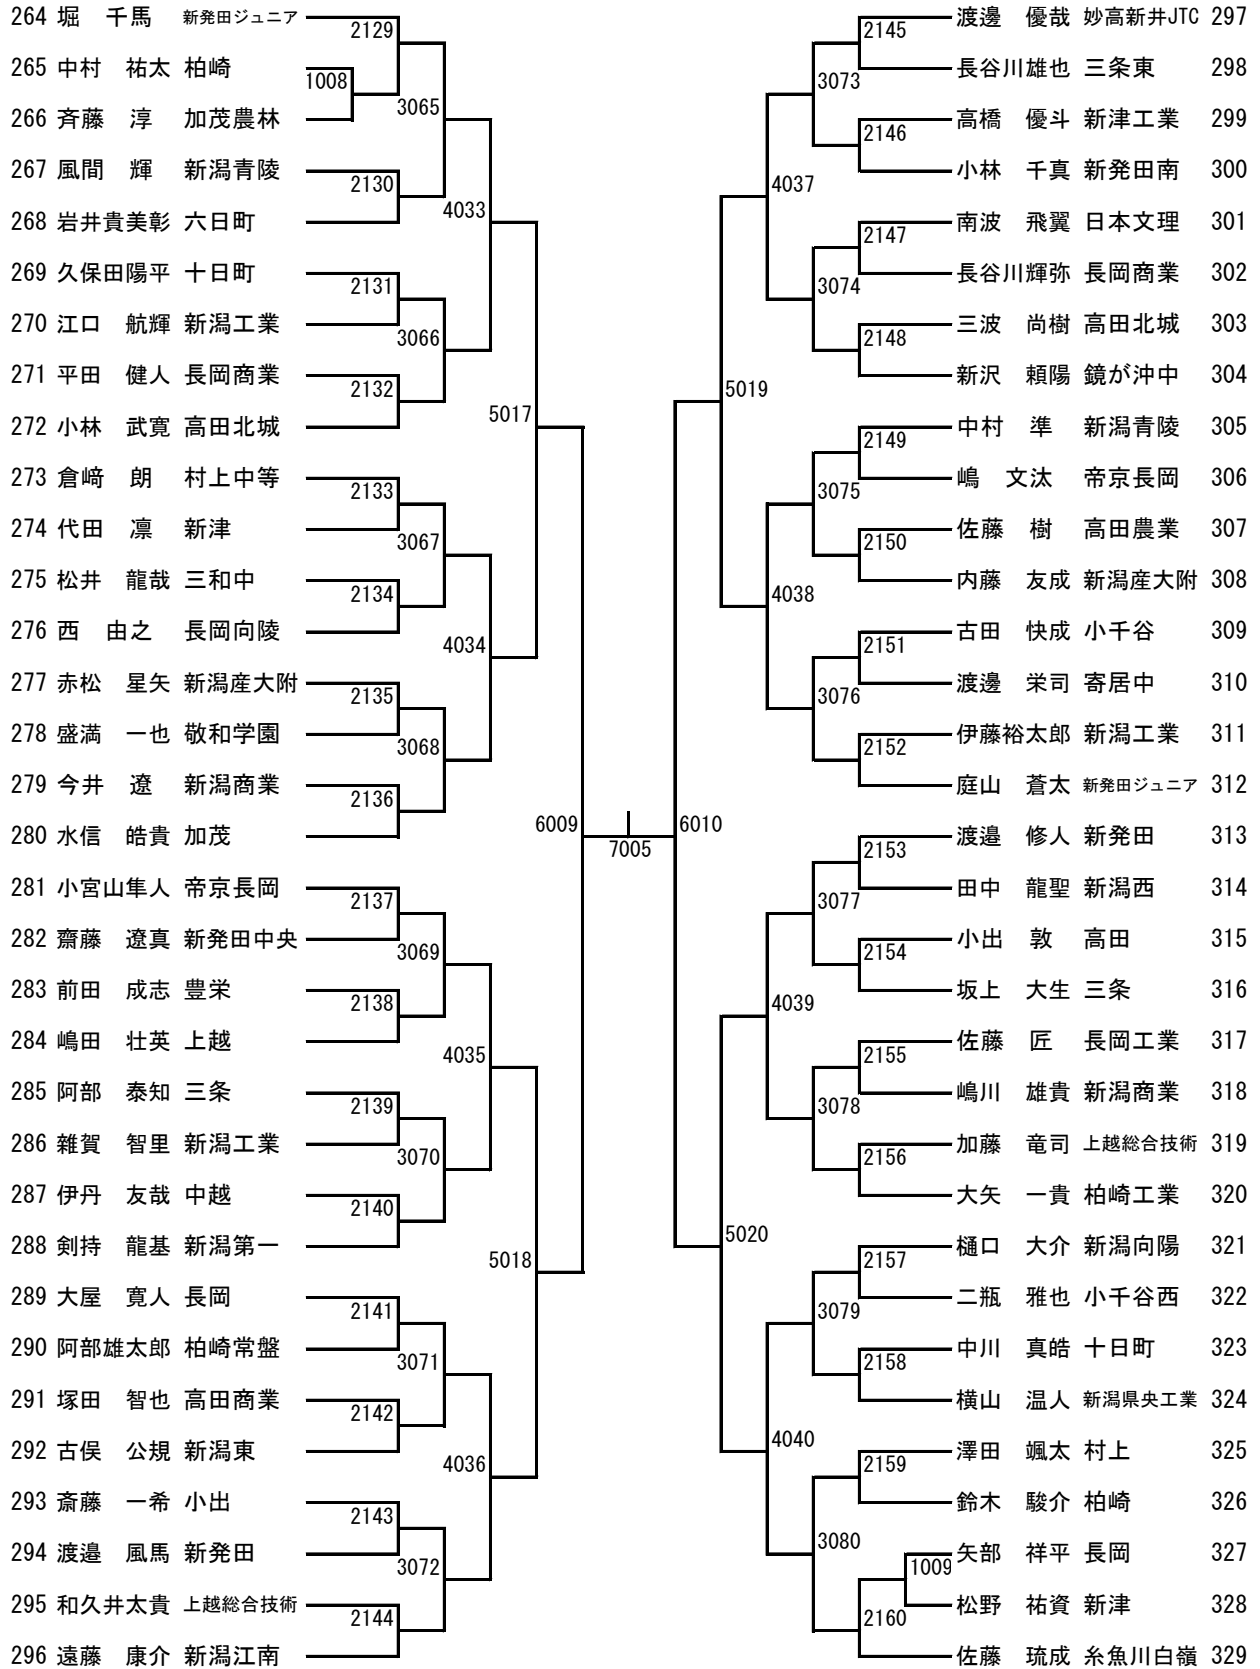 264 堀　千馬 新発田ジュニア
265 中村　祐太 柏崎
266 斉藤　淳 加茂農林
267 風間　輝 新潟青陵
268 岩井貴美彰 六日町
269 久保田陽平 十日町
270 江口　航輝 新潟工業
271 平田　健人 長岡商業
272 小林　武寛 高田北城
273 倉﨑　朗 村上中等
274 代田　凛 新津
275 松井　龍哉 三和中
276 西　由之 長岡向陵
277 赤松　星矢 新潟産大附
278 盛満　一也 敬和学園
279 今井　遼 新潟商業
280 水信　皓貴 加茂
281 小宮山隼人 帝京長岡
282 齋藤　遼真 新発田中央
283 前田　成志 豊栄
284 嶋田　壮英 上越
285 阿部　泰知 三条
286 雜賀　智里 新潟工業
287 伊丹　友哉 中越
288 剣持　龍基 新潟第一
289 大屋　寛人 長岡
290 阿部雄太郎 柏崎常盤
291 塚田　智也 高田商業
292 古俣　公規 新潟東
293 斎藤　一希 小出
294 渡邉　風馬 新発田
295 和久井太貴 上越総合技術
296 遠藤　康介 新潟江南
2129
1008
2130
2131
2132
2133
2134
2135
2136
2137
2138
2139
2140
2141
2142
2143
2144
3065
3066
3067
3068
3069
3070
3071
3072
4033
4034
4035
4036
5017
5018
6009
7005
6010
5019
5020
4037
4038
4039
4040
3073
3074
3075
3076
3077
3078
3079
3080
2145
2146
2147
2148
2149
2150
2151
2152
2153
2154
2155
2156
2157
2158
2159
1009
2160
渡邊　優哉 妙高新井JTC 297
長谷川雄也 三条東 298
高橋　優斗 新津工業 299
小林　千真 新発田南 300
南波　飛翼 日本文理 301
長谷川輝弥 長岡商業 302
三波　尚樹 高田北城 303
新沢　頼陽 鏡が沖中 304
中村　準 新潟青陵 305
嶋　文汰 帝京長岡 306
佐藤　樹 高田農業 307
内藤　友成 新潟産大附 308
古田　快成 小千谷 309
渡邊　栄司 寄居中 310
伊藤裕太郎 新潟工業 311
庭山　蒼太 新発田ジュニア 312
渡邉　修人 新発田 313
田中　龍聖 新潟西 314
小出　敦 高田 315
坂上　大生 三条 316
佐藤　匠 長岡工業 317
嶋川　雄貴 新潟商業 318
加藤　竜司 上越総合技術 319
大矢　一貴 柏崎工業 320
樋口　大介 新潟向陽 321
二瓶　雅也 小千谷西 322
中川　真皓 十日町 323
横山　温人 新潟県央工業 324
澤田　颯太 村上 325
鈴木　駿介 柏崎 326
矢部　祥平 長岡 327
松野　祐資 新津 328
佐藤　琉成 糸魚川白嶺 329